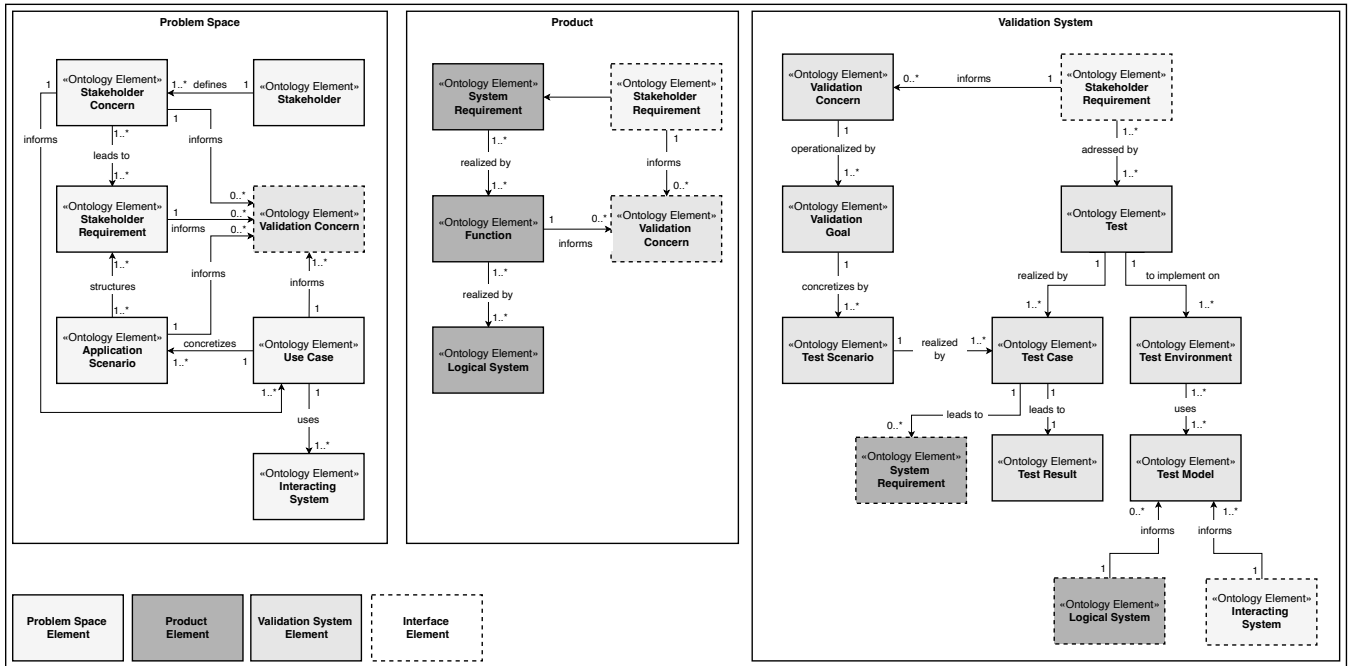 Problem Space
«Ontology Element»
Stakeholder
Concern
1
1..*
defines
1
«Ontology Element»
Stakeholder
1
informs
1..*
leads to
1..*
informs
0..*
«Ontology Element»
Stakeholder
Requirement
1
informs
0..*
0..*
«Ontology Element»
Validation Concern
1..*
structures
1..*
informs
1..*
informs
1
«Ontology Element»
Application
Scenario
1
concretizes
1..*
1
«Ontology Element»
Use Case
1..*
1
uses
1..*
«Ontology Element»
Interacting
System
Product
«Ontology Element»
System
Requirement
«Ontology Element»
Stakeholder
Requirement
1..*
realized by
1..*
1
informs
0..*
«Ontology Element»
Function
1
informs
0..*
«Ontology Element»
Validation
Concern
1..*
realized by
1..*
«Ontology Element»
Logical System
Validation System
«Ontology Element»
Validation
Concern
0..*
informs
1
«Ontology Element»
Stakeholder
Requirement
1
operationalized by
1..*
1..*
adressed by
1..*
«Ontology Element»
Validation
Goal
«Ontology Element»
Test
1
concretizes by
1..*
1
realized by
1..*
1
to implement on
1..*
«Ontology Element»
Test Scenario
1
realized
by
1..*
«Ontology Element»
Test Case
«Ontology Element»
Test Environment
1
leads to
0..*
1
leads to
1
1..*
uses
1..*
«Ontology Element»
System
Requirement
«Ontology Element»
Test Result
«Ontology Element»
Test Model
0..*
informs
1
1..*
informs
1
«Ontology Element»
Logical System
«Ontology Element»
Interacting
System
Problem Space
Element
Product
Element
Validation System
Element
Interface
Element